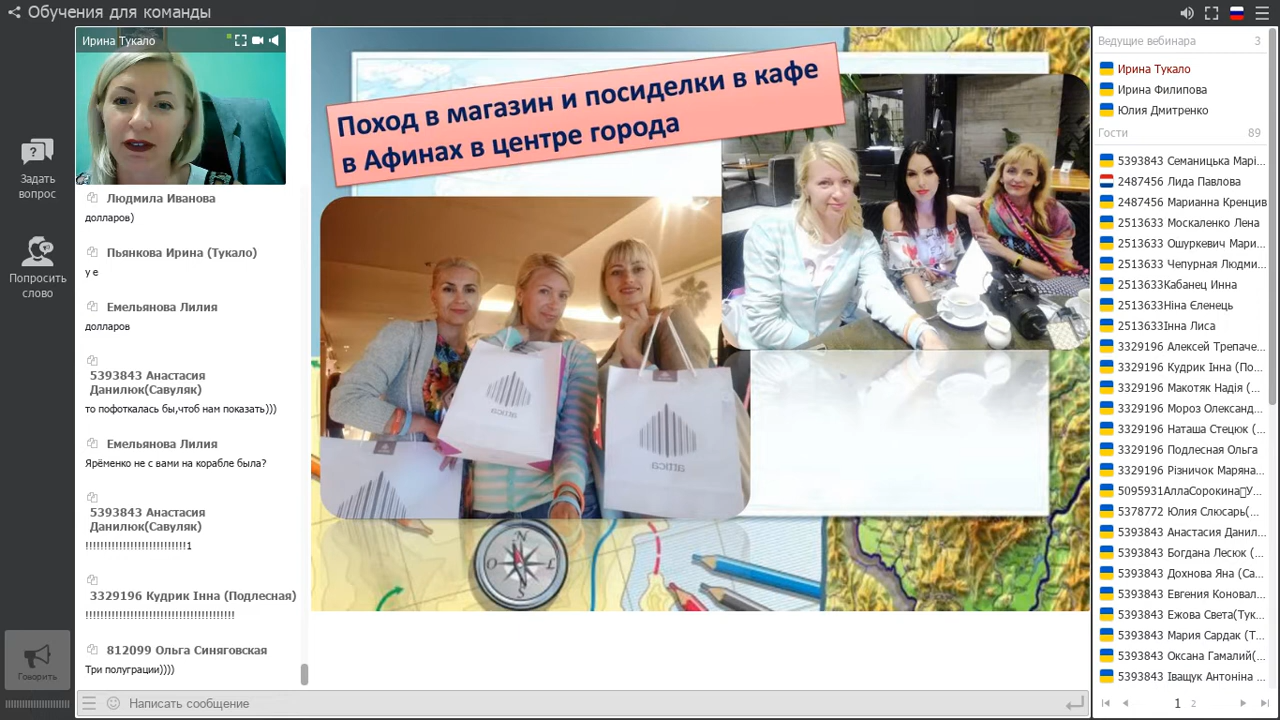 Обучения для команды
Ирина Тукало
Задать
вопрос
Попросить
слово
Говорить
Людмила Иванова
долларов)
Пьянкова Ирина (Тукало)
у е
Емельянова Лилия
долларов
5393843 Анастасия
Данилюк(Савуляк)
то пофоткалась бы,чтоб нам показать)))
Емельянова Лилия
Ярёменко не с вами на корабле была?
5393843 Анастасия
Данилюк(Савуляк)
!!!!!!!!!!!!!!!!!!!!!!!!!!!1
3329196 Кудрик Інна (Подлесная)
!!!!!!!!!!!!!!!!!!!!!!!!!!!!!!!!!!!!!!!!
812099 Ольга Синяговская
Три полуграции))))
Написать сообщение
Поход в магазин и посиделки в кафе
в Афинах в центре города
attica
attica
N
O
L
S
Ведущие вебинара 3
Ирина Тукало
Ирина Филипова
Юлия Дмитренко
Гости 89
5393843 Семаницька Марі...
2487456 Лида Павлова
2487456 Марианна Кренцив
2513633 Москаленко Лена
2513633 Ошуркевич Мари...
2513633 Чепурная Людми...
2513633Кабанец Инна
2513633Ніна Єленець
2513633Інна Лиса
3329196 Алексей Трепаче...
3329196 Кудрик Інна (По...
3329196 Макотяк Надія (...
3329196 Мороз Олександ...
3329196 Наташа Стецюк (...
3329196 Подлесная Ольга
3329196 Різничок Маряна...
5095931АллаСорокина У...
5378772 Юлия Слюсарь(...
5393843 Анастасия Данил...
5393843 Богдана Лесюк (...
5393843 Дохнова Яна (Са...
5393843 Евгения Коновал...
5393843 Ежова Света(Тук...
5393843 Мария Сардак (Т...
5393843 Оксана Гамалий(...
5393843 Іващук Антоніна ...
1 2